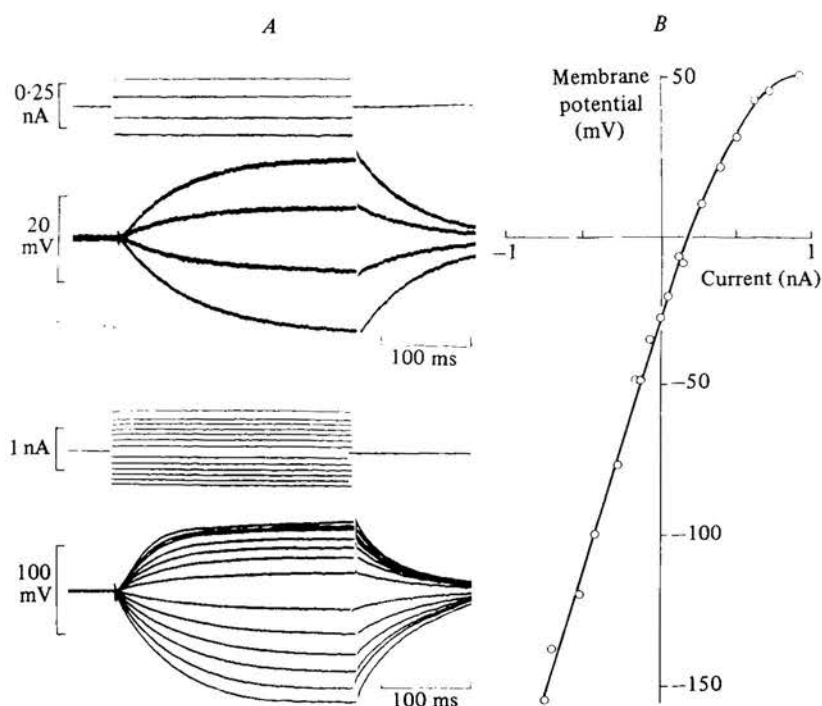 A
B
0·25
nA
20
mV
100 ms
1 nA
100
mV
100 ms
Membrane
potential
(mV)
50
−1
1
Current (nA)
−50
−100
−150